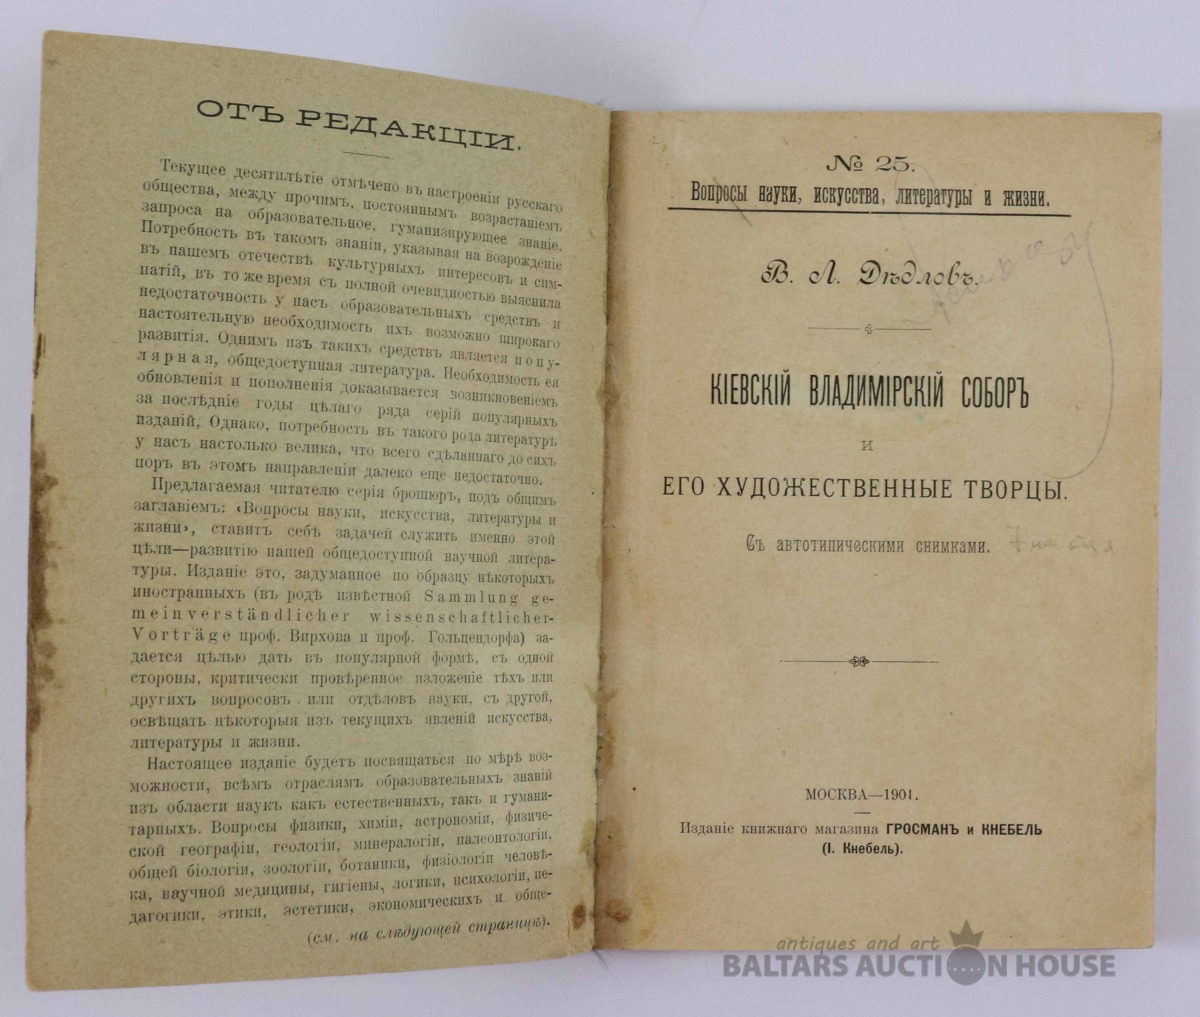 ОТЪ РЕДАКЦІИ.
Текущее десятилѣтіе отмѣчено въ настроеніи русскаго
общества, между прочимъ, постояннымъ возрастаніемъ
запроса на образовательное, гуманизирующее знаніе.
Потребность въ такомъ знаніи, указывая на возрожденіе
въ нашемъ отечествѣ культурныхъ интересовъ и сим-
патій, въ то же время съ полной очевидностью выяснила
недостаточность у насъ образовательныхъ средствъ и
настоятельную необходимость ихъ возможно широкаго
развитія. Однимъ изъ такихъ средствъ является попу-
лярная, общедоступная литература. Необходимость ея
обновленія и пополненія доказывается возникновеніемъ
за послѣдніе годы цѣлаго ряда серій популярныхъ
изданій, Однако, потребность въ такого рода литературѣ
у насъ настолько велика, что всего сдѣланнаго до сихъ
поръ въ этомъ направленіи далеко еще недостаточно.
Предлагаемая читателю серія брошюръ, подъ общимъ
заглавіемъ: «Вопросы науки, искусства, литературы и
жизни», ставитъ себѣ задачей служить именно этой
цѣли—развитію нашей общедоступной научной литера-
туры. Изданіе это, задуманное по образцу нѣкоторыхъ
иностранныхъ (въ родѣ извѣстной Sammlung ge-
meinverständlicher wissenschaftlicher-
Vorträge проф. Вирхова и проф. Гольцендорфа) за-
дается цѣлью дать въ популярной формѣ, съ одной
стороны, критически провѣренное изложеніе тѣхъ или
другихъ вопросовъ или отдѣловъ науки, съ другой,
освѣщать нѣкоторыя изъ текущихъ явленій искусства,
литературы и жизни.
Настоящее изданіе будетъ посвящаться по мѣрѣ воз-
можности, всѣмъ отраслямъ образовательныхъ знаній
изъ области наукъ какъ естественныхъ, такъ и гумани-
тарныхъ. Вопросы физики, химіи, астрономіи, физиче-
ской географіи, геологіи, минералогіи, палеонтологіи,
общей біологіи, зоологіи, ботаники, физіологіи человѣ-
ка, научной медицины, гигіены, логики, психологіи, пе-
дагогики, этики, эстетики, экономическихъ и обще-
(см. на слѣдующей страницѣ).
№ 25.
Вопросы науки, искусства, литературы и жизни.
В. Л. Дѣдловъ.
КІЕВСКІЙ ВЛАДИМІРСКІЙ СОБОРЪ
И
ЕГО ХУДОЖЕСТВЕННЫЕ ТВОРЦЫ.
Съ автотипическими снимками.
МОСКВА—1901.
Изданіе книжнаго магазина ГРОСМАНЪ и КНЕБЕЛЬ
(І. Кнебель).
antiques and art
BALTARS AUCTION HOUSE